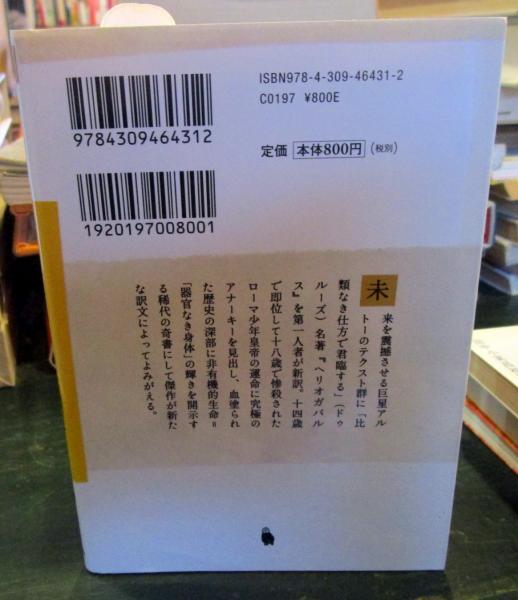 ISBN978-4-309-46431-2
C0197 ¥800E
9784309464312
定価 本体800円(税別)
1920197008001
未来を震撼させる巨星アル
トーのテクスト群に「比
類なき仕方で君臨する」(ドゥ
ルーズ)名著『ヘリオガバル
ス』を第一人者が新訳。十四歳
で即位して十八歳で惨殺された
ローマ少年皇帝の運命に究極の
アナーキーを見出し、血塗られ
た歴史の深部に非有機的生命=
「器官なき身体」の輝きを開示す
る稀代の奇書にして傑作が新た
な訳文によってよみがえる。